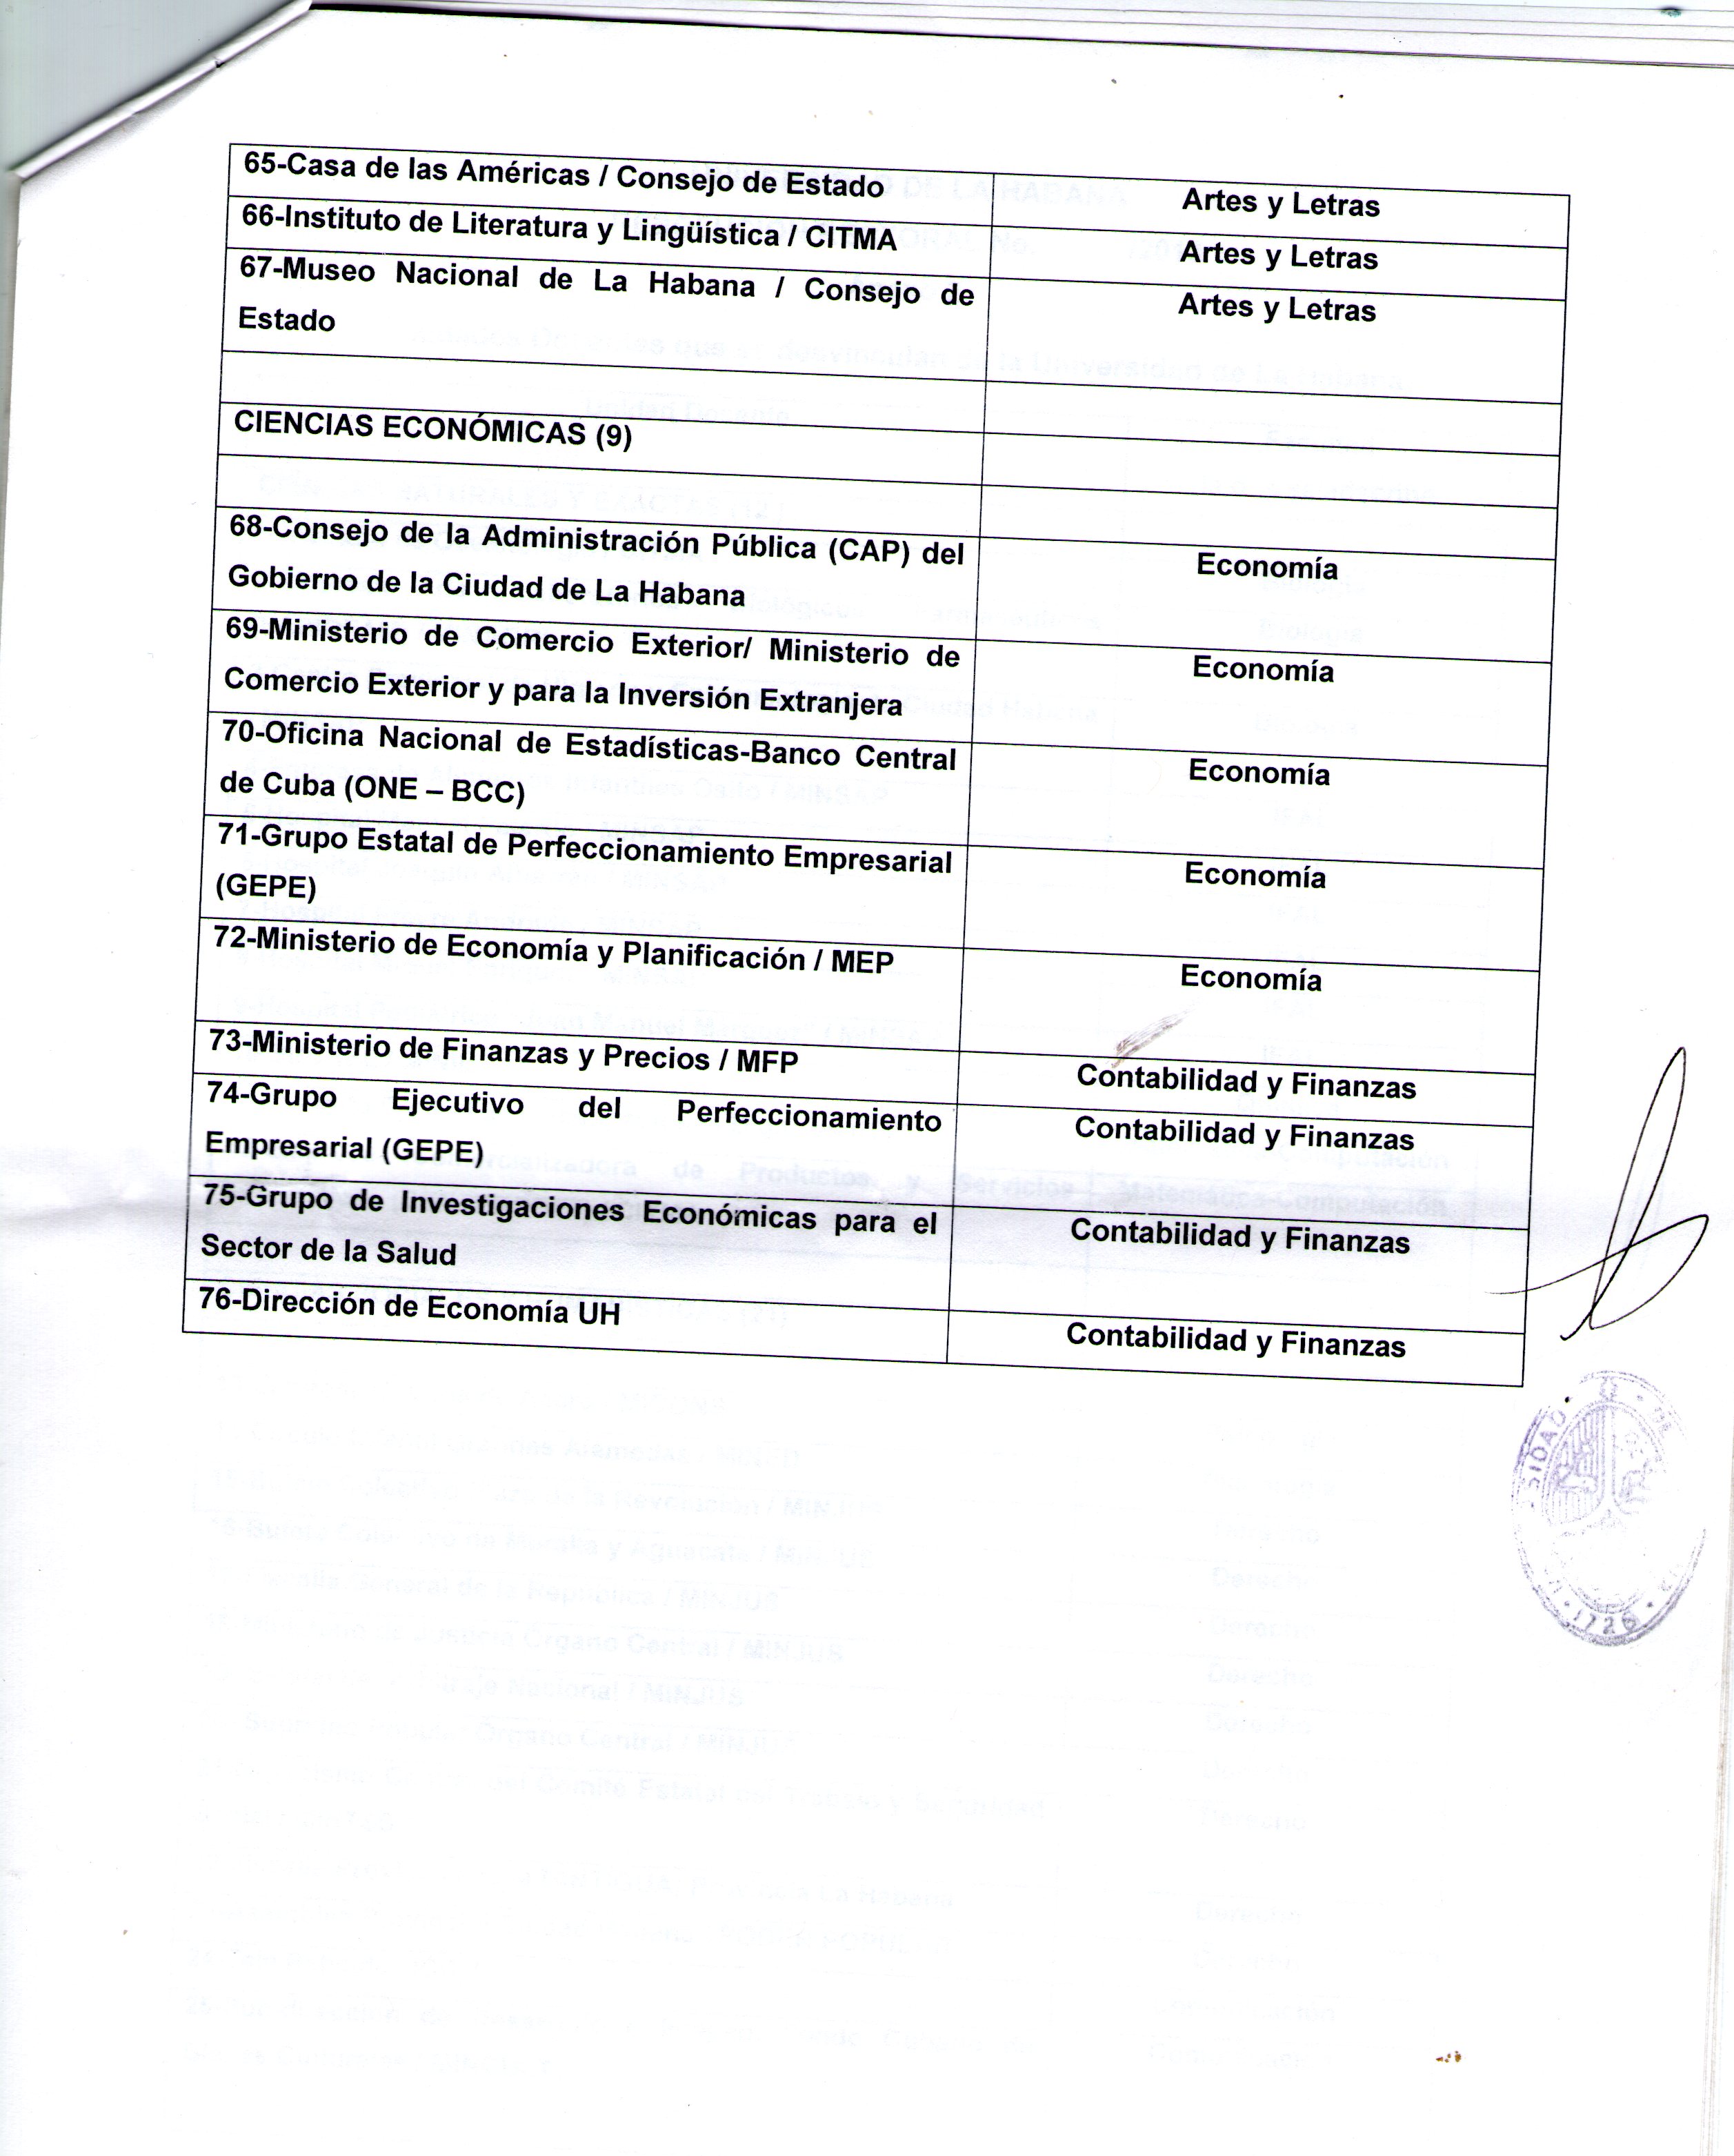 65-Casa de las Américas / Consejo de Estado
Artes y Letras
66-Instituto de Literatura y Lingüística / CITMA
Artes y Letras
67-Museo Nacional de La Habana / Consejo de
Estado
Artes y Letras
CIENCIAS ECONÓMICAS (9)
68-Consejo de la Administración Pública (CAP) del
Gobierno de la Ciudad de La Habana
Economía
69-Ministerio de Comercio Exterior/ Ministerio de
Comercio Exterior y para la Inversión Extranjera
Economía
70-Oficina Nacional de Estadísticas-Banco Central
de Cuba (ONE – BCC)
Economía
71-Grupo Estatal de Perfeccionamiento Empresarial
(GEPE)
Economía
72-Ministerio de Economía y Planificación / MEP
Economía
73-Ministerio de Finanzas y Precios / MFP
Contabilidad y Finanzas
74-Grupo Ejecutivo del Perfeccionamiento
Empresarial (GEPE)
Contabilidad y Finanzas
75-Grupo de Investigaciones Económicas para el
Sector de la Salud
Contabilidad y Finanzas
76-Dirección de Economía UH
Contabilidad y Finanzas
1728